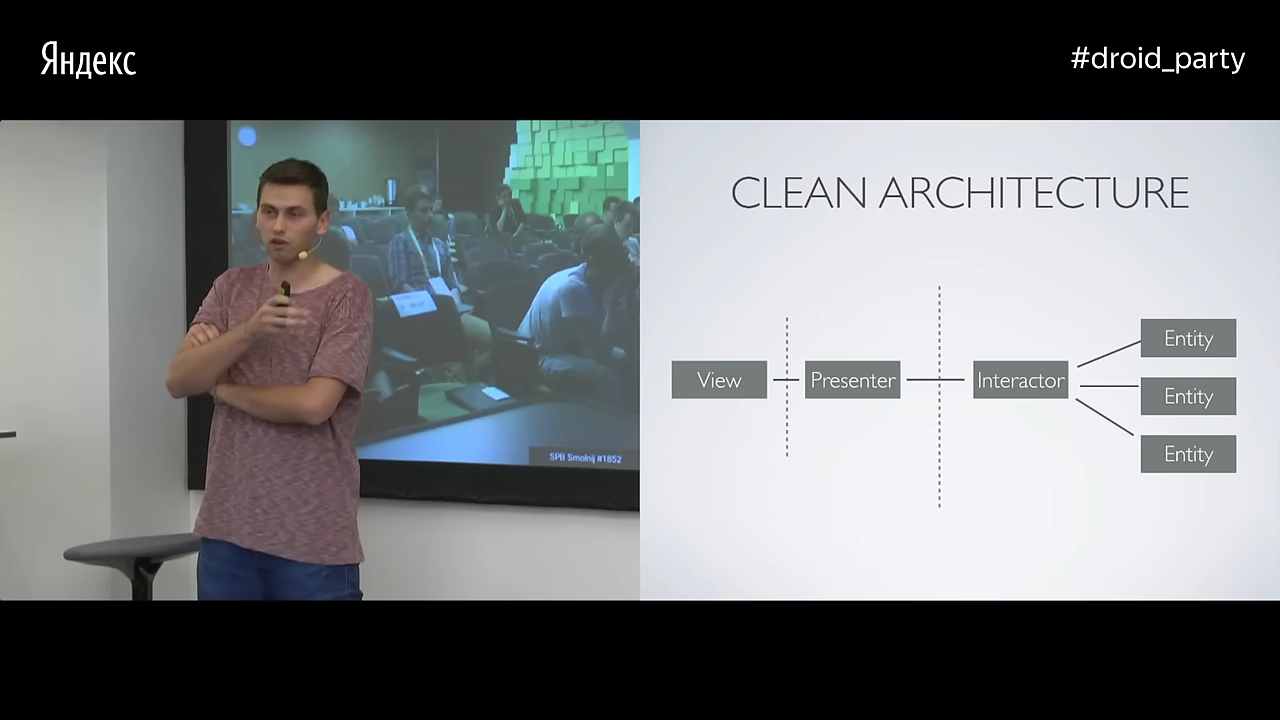 Яндекс
#droid_party
CLEAN ARCHITECTURE
View
Presenter
Interactor
Entity
Entity
Entity
SPB Smolnij #1852